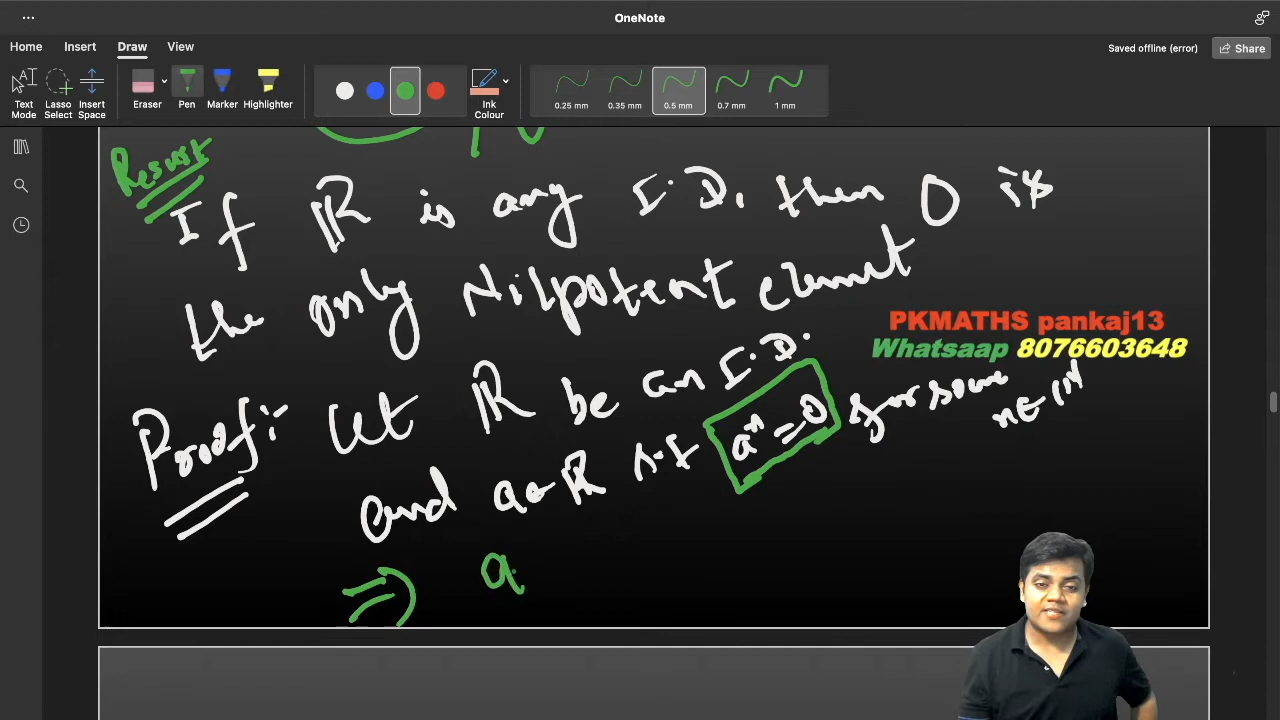 OneNote
Home Insert Draw View
Saved offline (error) Share
Text Mode
Lasso Select
Insert Space
Eraser
Pen
Marker
Highlighter
Ink Colour
0.25 mm 0.35 mm 0.5 mm 0.7 mm 1 mm
Result
If R is any I.D. then 0 is
the only Nilpotent element
PKMATHS pankaj13
Whatsaap 8076603648
Proof: Let R be an I.D.
and a∈R s.t aⁿ=0 for some
n∈ℕ
⇒ a